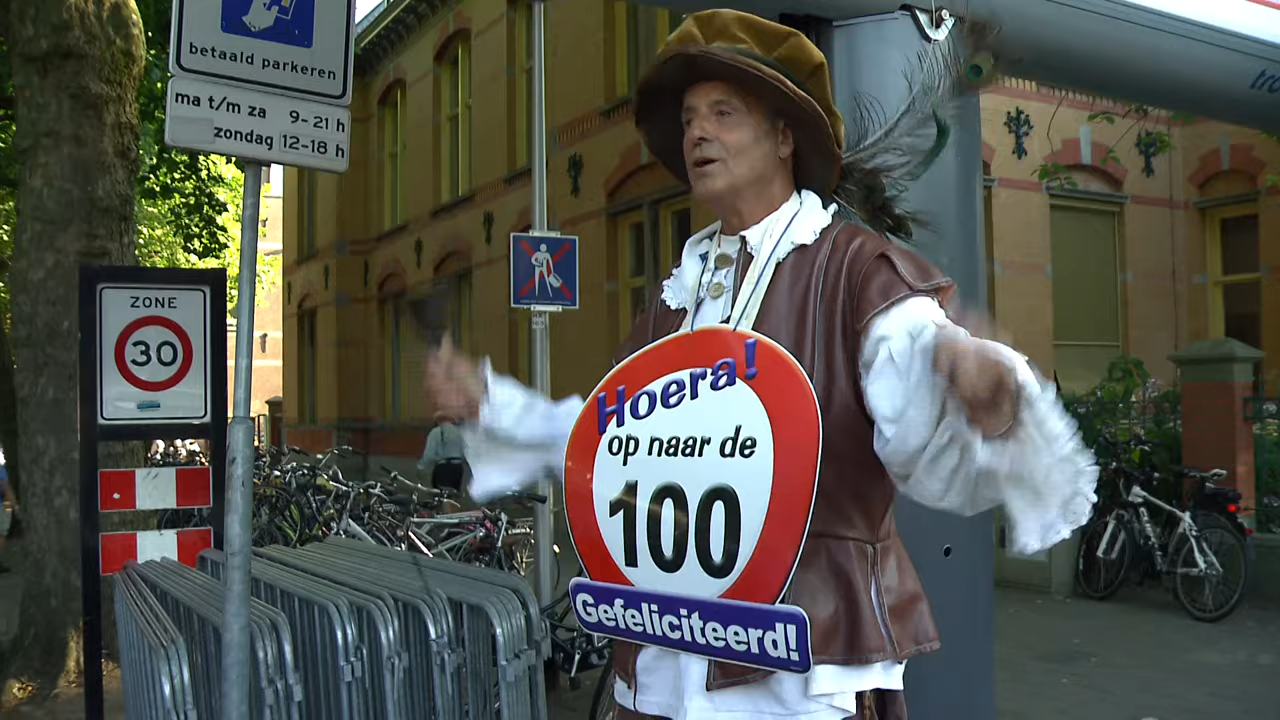 betaald parkeren
ma t/m za 9-21 h
zondag 12-18 h
ZONE
30
Hoera!
op naar de
100
Gefeliciteerd!